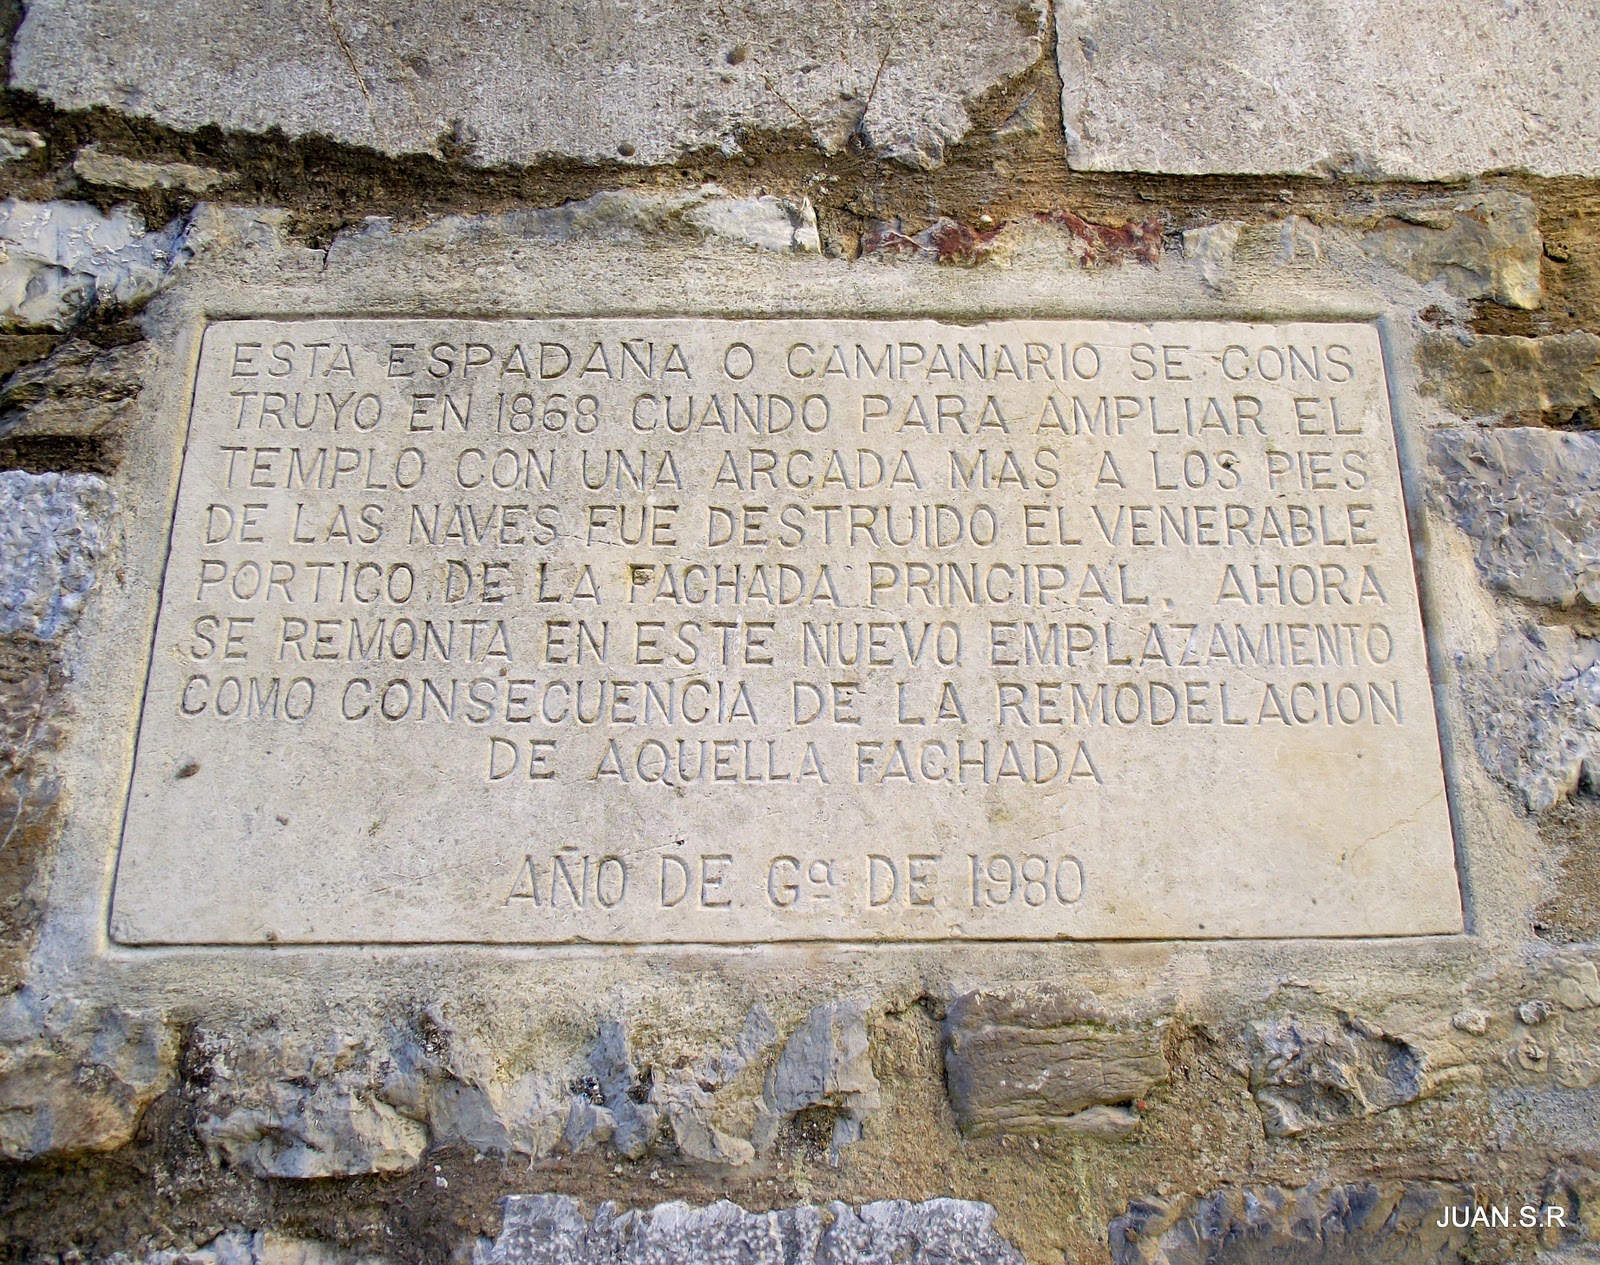 ESTA ESPADAÑA O CAMPANARIO SE CONS
TRUYO EN 1868 CUANDO PARA AMPLIAR EL
TEMPLO CON UNA ARCADA MAS A LOS PIES
DE LAS NAVES FUE DESTRUIDO EL VENERABLE
PORTICO DE LA FACHADA PRINCIPAL. AHORA
SE REMONTA EN ESTE NUEVO EMPLAZAMIENTO
COMO CONSECUENCIA DE LA REMODELACION
DE AQUELLA FACHADA
AÑO DE Gª DE 1980
JUAN.S.R